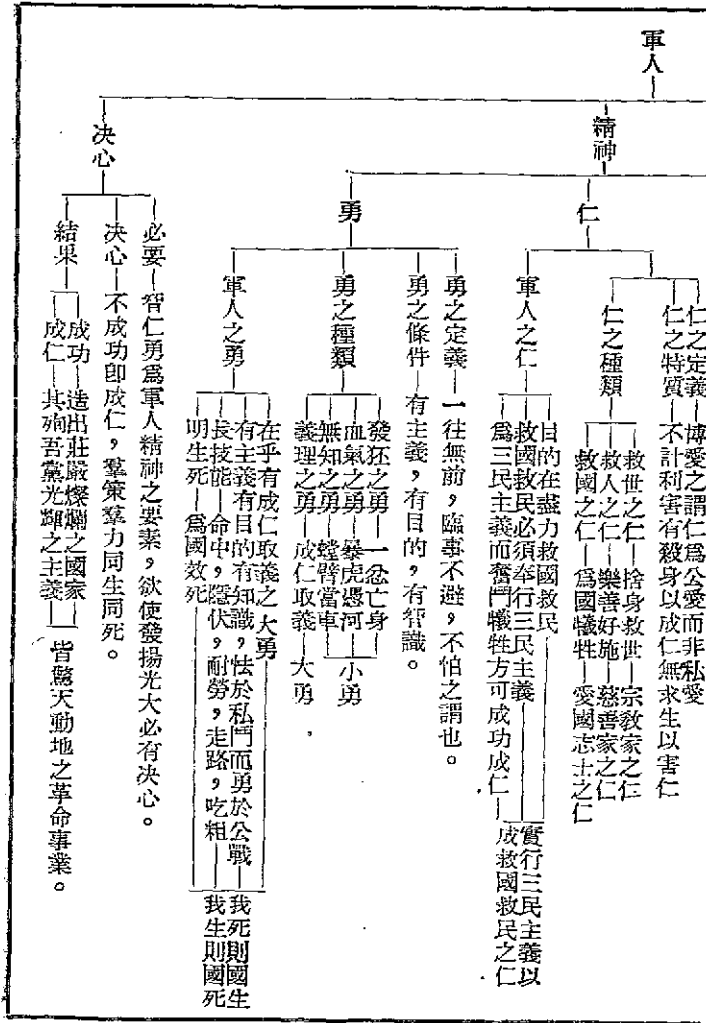 軍人
精神
仁
仁之定義 博愛之謂仁爲公愛而非私愛
仁之特質 不計利害有殺身以成仁無求生以害仁
仁之種類
救世之仁 捨身救世 宗教家之仁
救人之仁 樂善好施 慈善家之仁
救國之仁 爲國犧牲 愛國志士之仁
軍人之仁
目的在盡力救國救民
救國救民必須奉行三民主義
爲三民主義而奮鬥犧牲方可成功成仁
實行三民主義以
成救國救民之仁
勇
勇之定義 一往無前,臨事不避,不怕之謂也。
勇之條件 有主義,有目的,有智識。
勇之種類
發狂之勇 一忿亡身
血氣之勇 暴虎憑河
無知之勇 螳臂當車
小勇
義理之勇 成仁取義 大勇
軍人之勇
在乎有成仁取義之大勇
有主義有目的有知識,怯於私鬥而勇於公戰
長技能 命中,隱伏,耐勞,走路,吃粗
明生死 爲國效死
我死則國生
我生則國死
決心
必要 智仁勇爲軍人精神之要素,欲使發揚光大必有決心。
決心 不成功卽成仁,羣策羣力同生同死。
結果
成功 造出莊嚴燦爛之國家
成仁 其殉吾黨光輝之主義
皆驚天動地之革命事業。